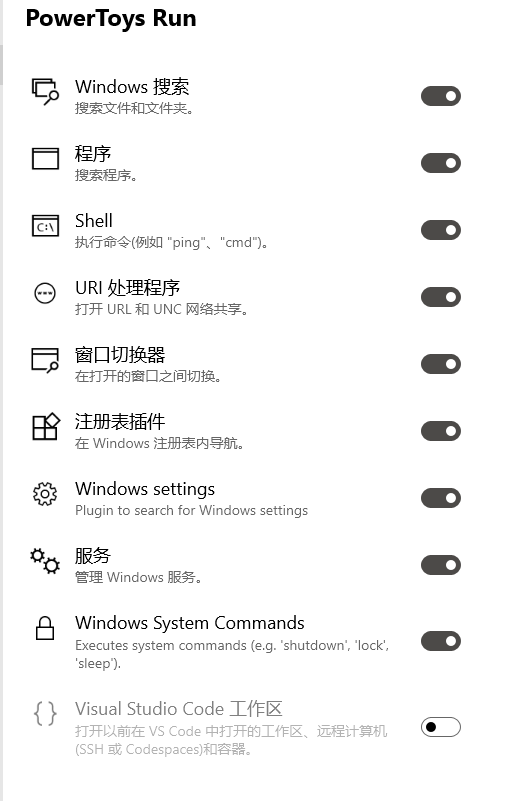 PowerToys Run
Windows 搜索
搜索文件和文件夹。
程序
搜索程序。
C:\
Shell
执行命令(例如 "ping"、"cmd")。
URI 处理程序
打开 URL 和 UNC 网络共享。
窗口切换器
在打开的窗口之间切换。
注册表插件
在 Windows 注册表内导航。
Windows settings
Plugin to search for Windows settings
服务
管理 Windows 服务。
Windows System Commands
Executes system commands (e.g. 'shutdown', 'lock',
'sleep').
Visual Studio Code 工作区
打开以前在 VS Code 中打开的工作区、远程计算机
(SSH 或 Codespaces)和容器。